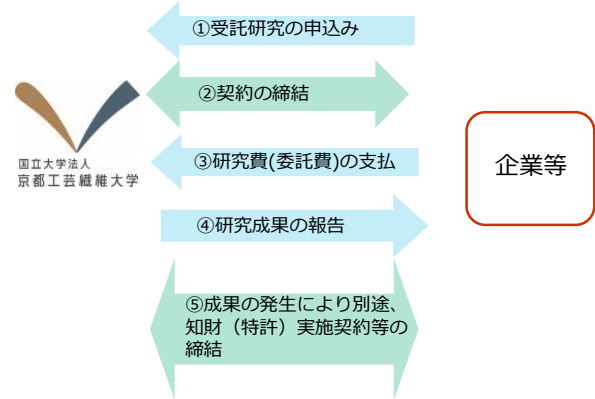 ①受託研究の申込み
②契約の締結
国立大学法人
京都工芸繊維大学
③研究費(委託費)の支払
企業等
④研究成果の報告
⑤成果の発生により別途、
知財（特許）実施契約等の
締結